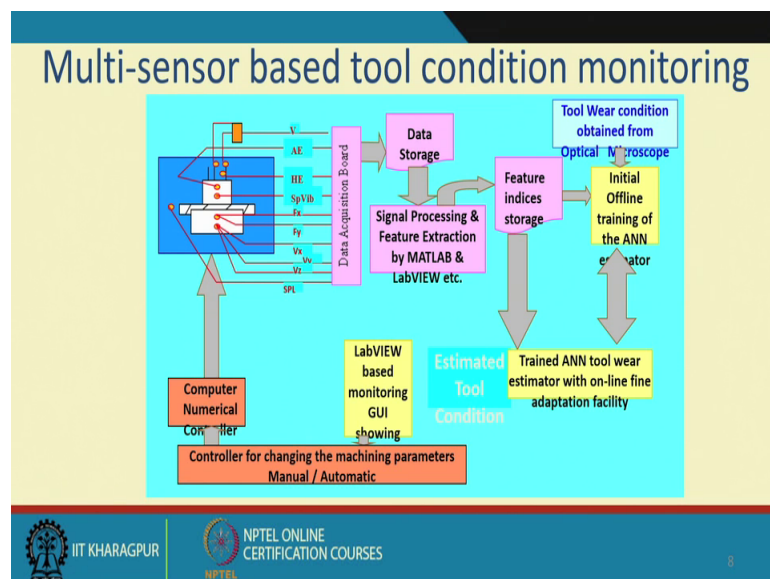 Multi-sensor based tool condition monitoring
V
AE
HE
SpVib
Fx
Fy
Vx
Vy
Vz
SPL
Data Acquisition Board
Data
Storage
Signal Processing &
Feature Extraction
by MATLAB &
LabVIEW etc.
Feature
indices
storage
Tool Wear condition
obtained from
Optical Microscope
Initial
Offline
training of
the ANN
estimator
Trained ANN tool wear
estimator with on-line fine
adaptation facility
Estimated
Tool
Condition
LabVIEW
based
monitoring
GUI
showing
Computer
Numerical
Controller
Controller for changing the machining parameters
Manual / Automatic
IIT KHARAGPUR
NPTEL ONLINE
CERTIFICATION COURSES
NPTEL
8